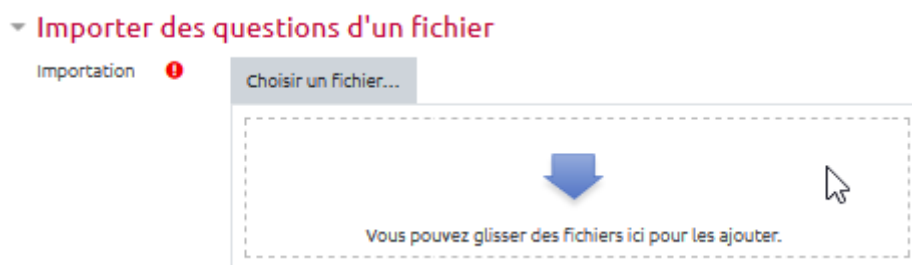 Importer des questions d'un fichier
Importation
Choisir un fichier...
Vous pouvez glisser des fichiers ici pour les ajouter.